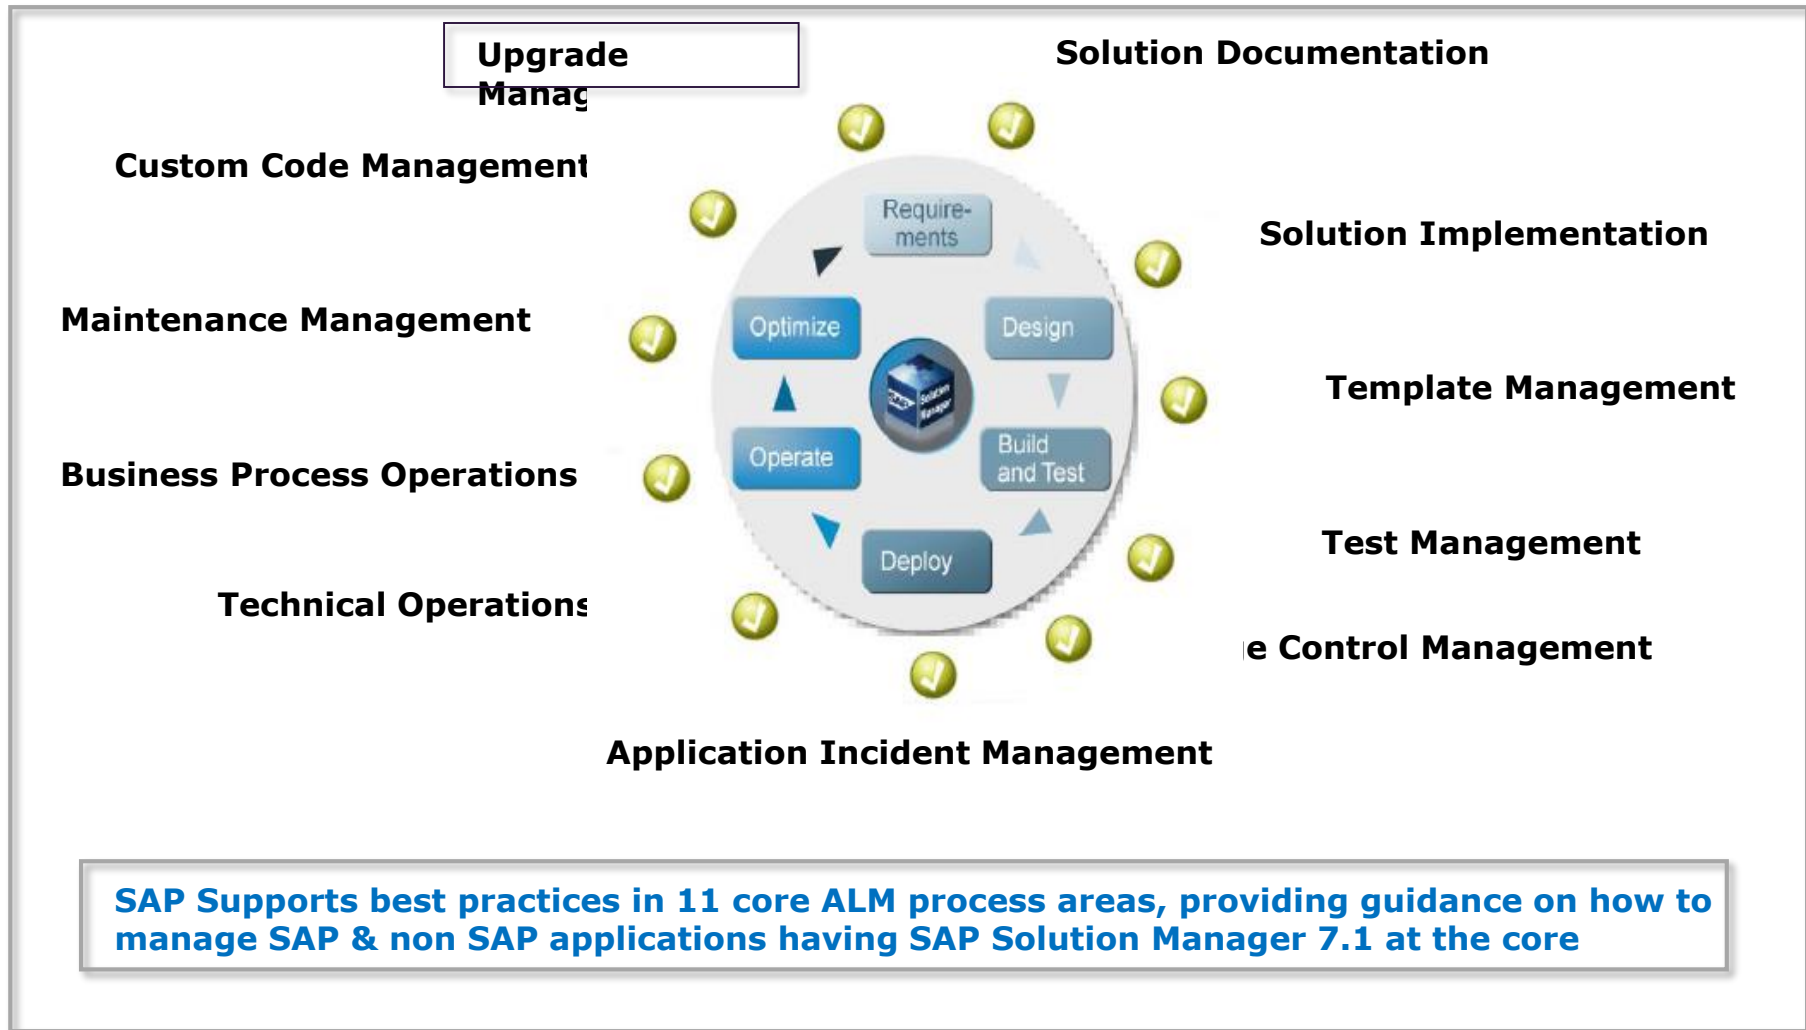 Upgrade
Manag
Solution Documentation
Custom Code Management
Require-
ments
Solution Implementation
Maintenance Management
Optimize
Design
SAP
Solution
Manager
Template Management
Business Process Operations
Operate
Build
and Test
Test Management
Deploy
Technical Operations
e Control Management
Application Incident Management
SAP Supports best practices in 11 core ALM process areas, providing guidance on how to
manage SAP & non SAP applications having SAP Solution Manager 7.1 at the core